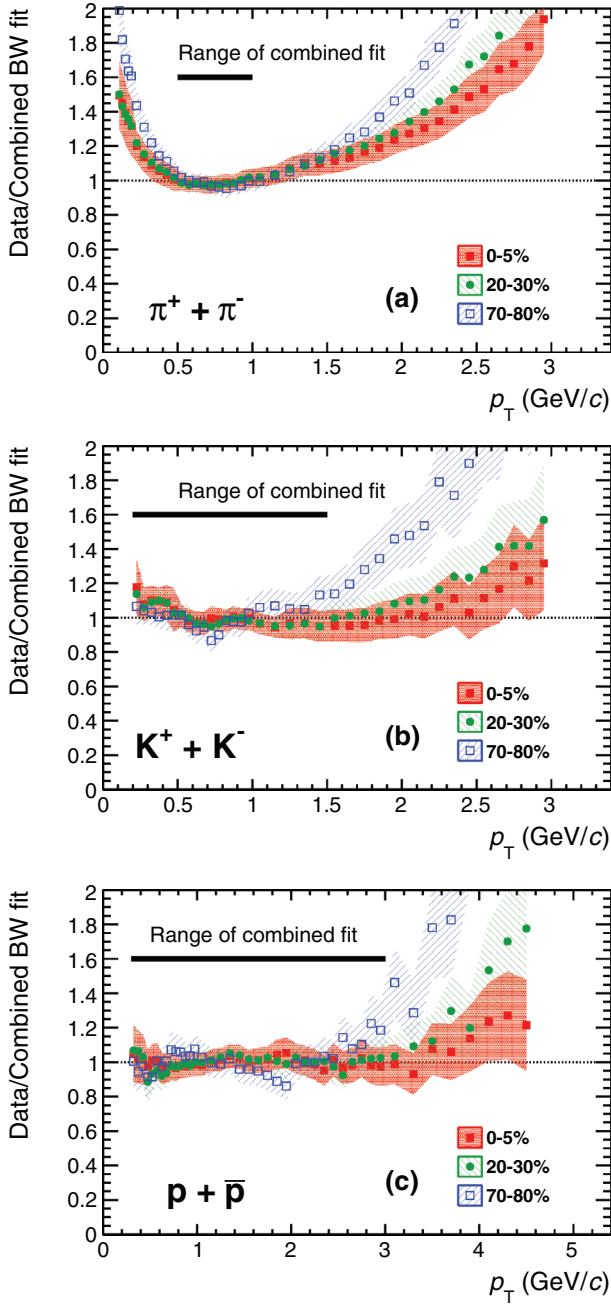 Data/Combined BW fit
2
1.8
1.6
1.4
1.2
1
0.8
0.6
0.4
0.2
0
Range of combined fit
0-5%
20-30%
70-80%
π⁺ + π⁻
(a)
0 0.5 1 1.5 2 2.5 3
p_T (GeV/c)
Data/Combined BW fit
2
1.8
1.6
1.4
1.2
1
0.8
0.6
0.4
0.2
0
Range of combined fit
0-5%
20-30%
70-80%
K⁺ + K⁻
(b)
0 0.5 1 1.5 2 2.5 3
p_T (GeV/c)
Data/Combined BW fit
2
1.8
1.6
1.4
1.2
1
0.8
0.6
0.4
0.2
0
Range of combined fit
0-5%
20-30%
70-80%
p + p̅
(c)
0 1 2 3 4 5
p_T (GeV/c)